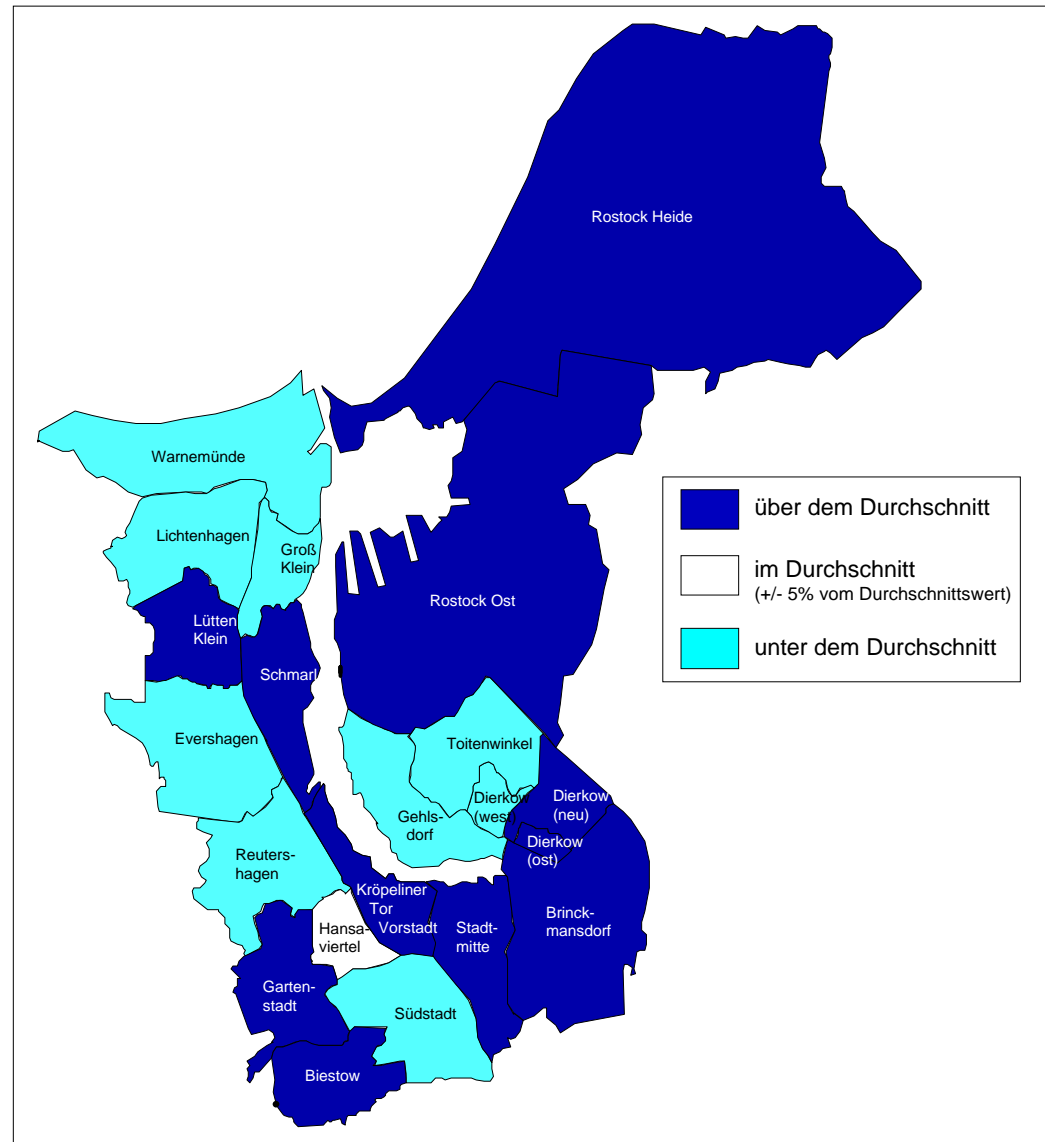 Rostock Heide
Warnemünde
Lichtenhagen
Groß
Klein
Lütten
Klein
Rostock Ost
Schmarl
Evershagen
Toitenwinkel
Dierkow
(west)
Dierkow
(neu)
Gehls-
dorf
Dierkow
(ost)
Reuters-
hagen
Kröpeliner
Tor
Vorstadt
Hansa-
viertel
Stadt-
mitte
Brinck-
mansdorf
Garten-
stadt
Südstadt
Biestow
über dem Durchschnitt
im Durchschnitt
(+/- 5% vom Durchschnittswert)
unter dem Durchschnitt